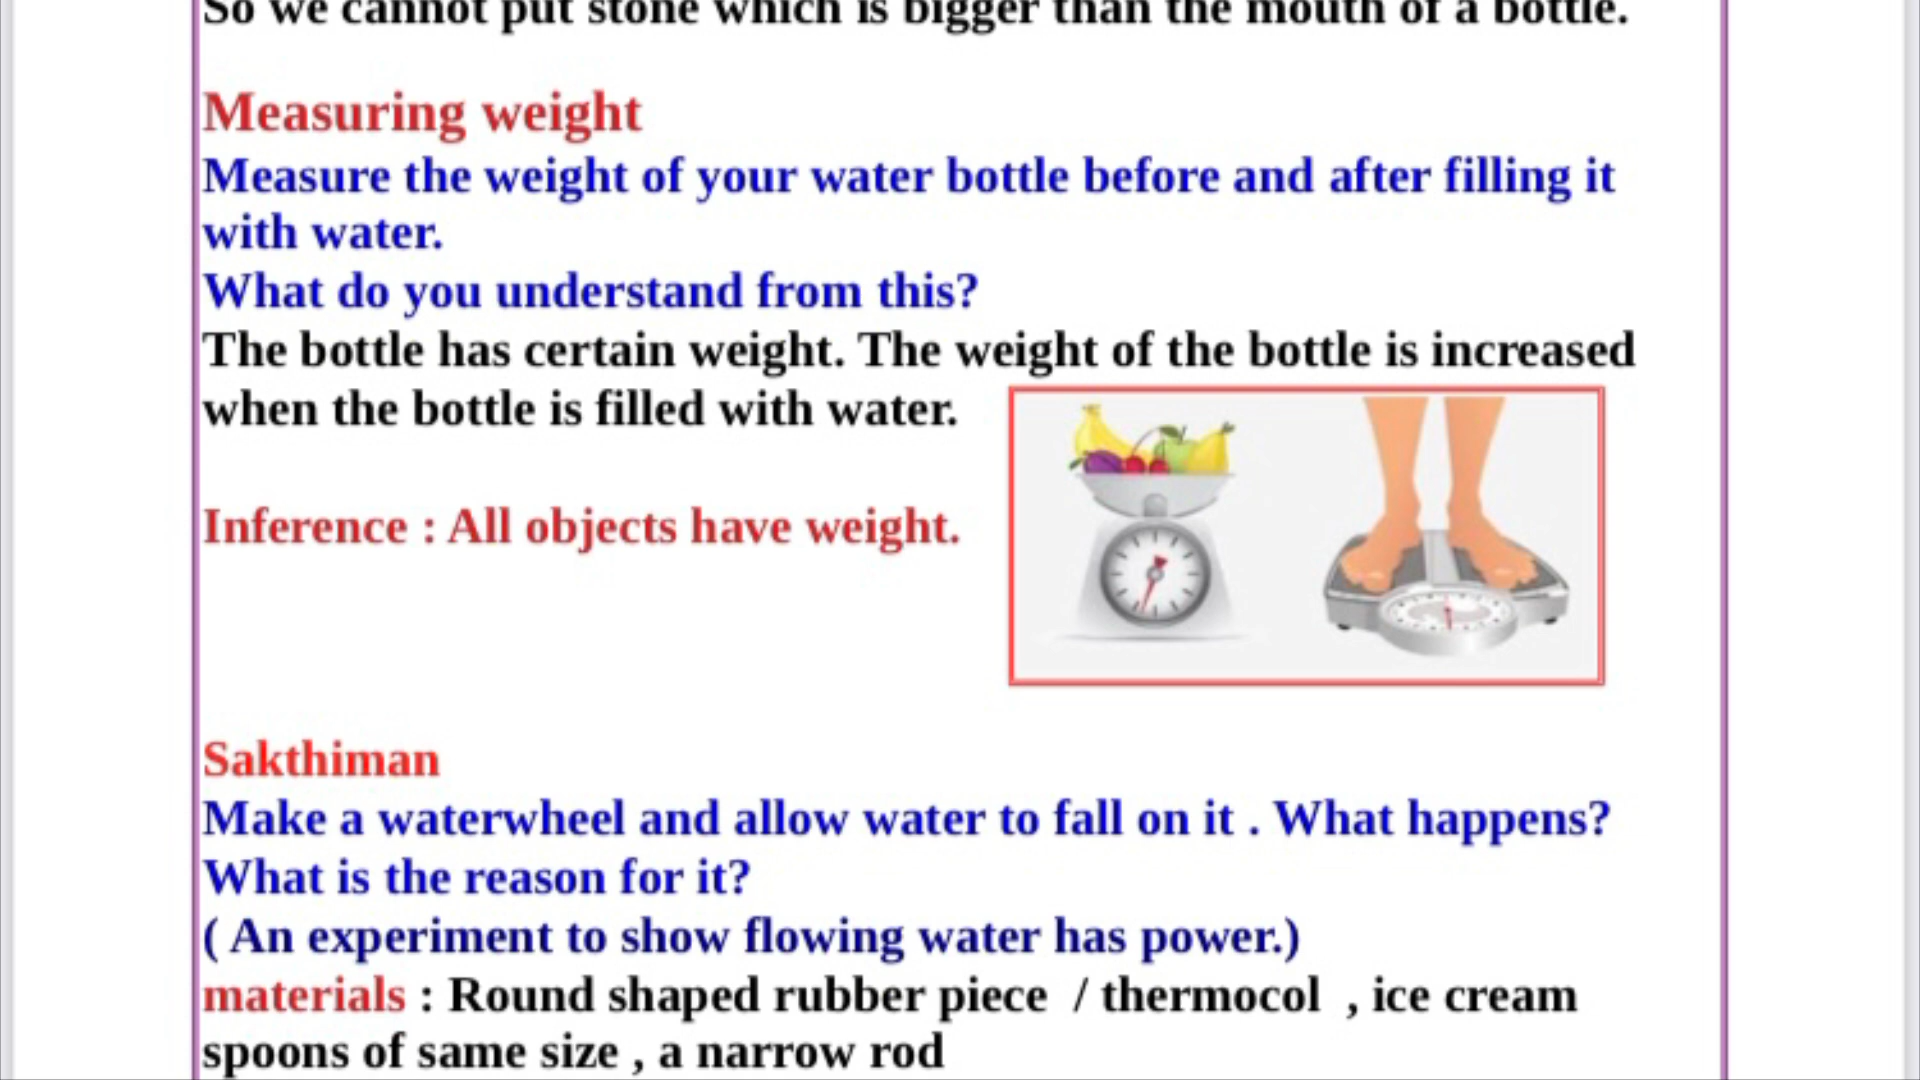 So we cannot put stone which is bigger than the mouth of a bottle.
Measuring weight
Measure the weight of your water bottle before and after filling it
with water.
What do you understand from this?
The bottle has certain weight. The weight of the bottle is increased
when the bottle is filled with water.
Inference : All objects have weight.
Sakthiman
Make a waterwheel and allow water to fall on it . What happens?
What is the reason for it?
( An experiment to show flowing water has power.)
materials : Round shaped rubber piece  / thermocol  , ice cream
spoons of same size , a narrow rod